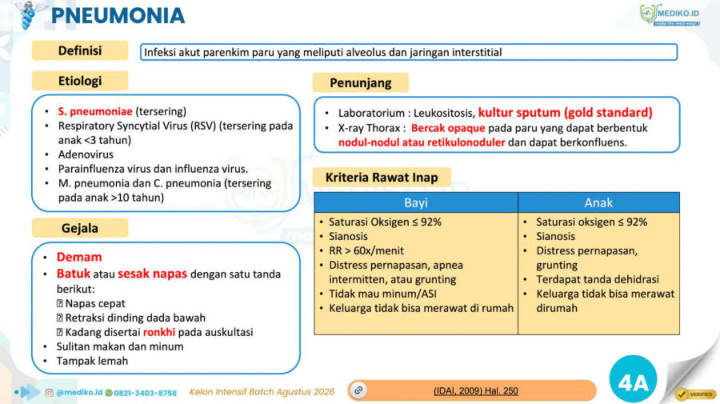 PNEUMONIA
MEDIKO.ID
Definisi
Infeksi akut parenkim paru yang meliputi alveolus dan jaringan interstitial
Etiologi
• S. pneumoniae (tersering)
• Respiratory Syncytial Virus (RSV) (tersering pada
anak <3 tahun)
• Adenovirus
• Parainfluenza virus dan influenza virus.
• M. pneumonia dan C. pneumonia (tersering
pada anak >10 tahun)
Gejala
• Demam
• Batuk atau sesak napas dengan satu tanda
berikut:
Napas cepat
Retraksi dinding dada bawah
Kadang disertai ronkhi pada auskultasi
• Sulitan makan dan minum
• Tampak lemah
Penunjang
• Laboratorium : Leukositosis, kultur sputum (gold standard)
• X-ray Thorax : Bercak opaque pada paru yang dapat berbentuk
nodul-nodul atau retikulonoduler dan dapat berkonfluens.
Kriteria Rawat Inap
Bayi
• Saturasi Oksigen ≤ 92%
• Sianosis
• RR > 60x/menit
• Distress pernapasan, apnea
intermitten, atau grunting
• Tidak mau minum/ASI
• Keluarga tidak bisa merawat di rumah
Anak
• Saturasi oksigen ≤ 92%
• Sianosis
• Distress pernapasan,
grunting
• Terdapat tanda dehidrasi
• Keluarga tidak bisa merawat
dirumah
@mediko.id 0821-3403-8758 Kelan Intensif Batch Agustus 2026
(IDAI, 2009) Hal. 250
4A
VERIFIED